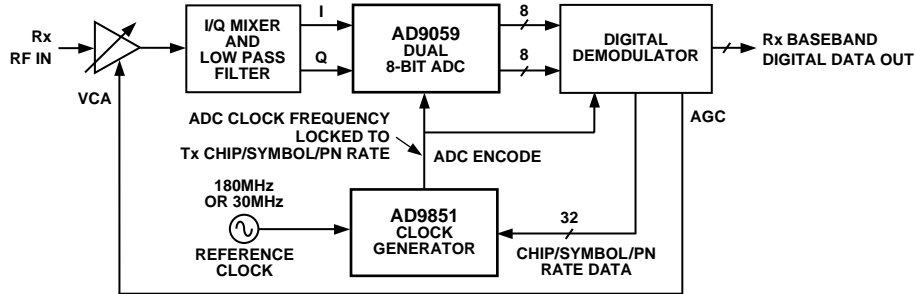 Rx
RF IN
VCA
I/Q MIXER
AND
LOW PASS
FILTER
I
Q
AD9059
DUAL
8-BIT ADC
8
8
DIGITAL
DEMODULATOR
Rx BASEBAND
DIGITAL DATA OUT
AGC
ADC CLOCK FREQUENCY
LOCKED TO
Tx CHIP/SYMBOL/PN RATE
ADC ENCODE
180MHz
OR 30MHz
REFERENCE
CLOCK
AD9851
CLOCK
GENERATOR
32
CHIP/SYMBOL/PN
RATE DATA